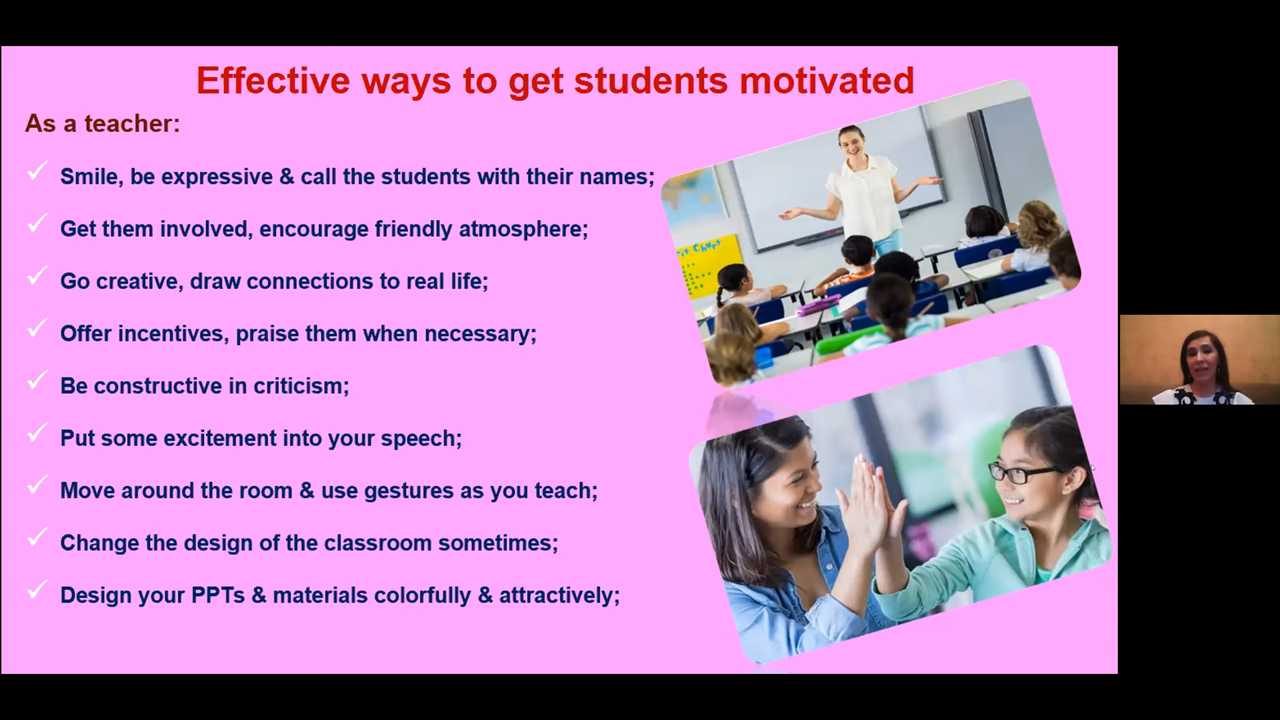 Effective ways to get students motivated
As a teacher:
Smile, be expressive & call the students with their names;
Get them involved, encourage friendly atmosphere;
Go creative, draw connections to real life;
Offer incentives, praise them when necessary;
Be constructive in criticism;
Put some excitement into your speech;
Move around the room & use gestures as you teach;
Change the design of the classroom sometimes;
Design your PPTs & materials colorfully & attractively;
Chart